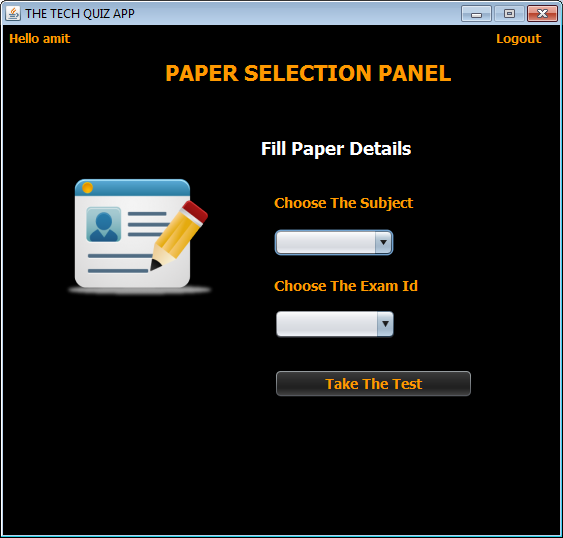 THE TECH QUIZ APP
Hello amit
Logout
PAPER SELECTION PANEL
Fill Paper Details
Choose The Subject
Choose The Exam Id
Take The Test